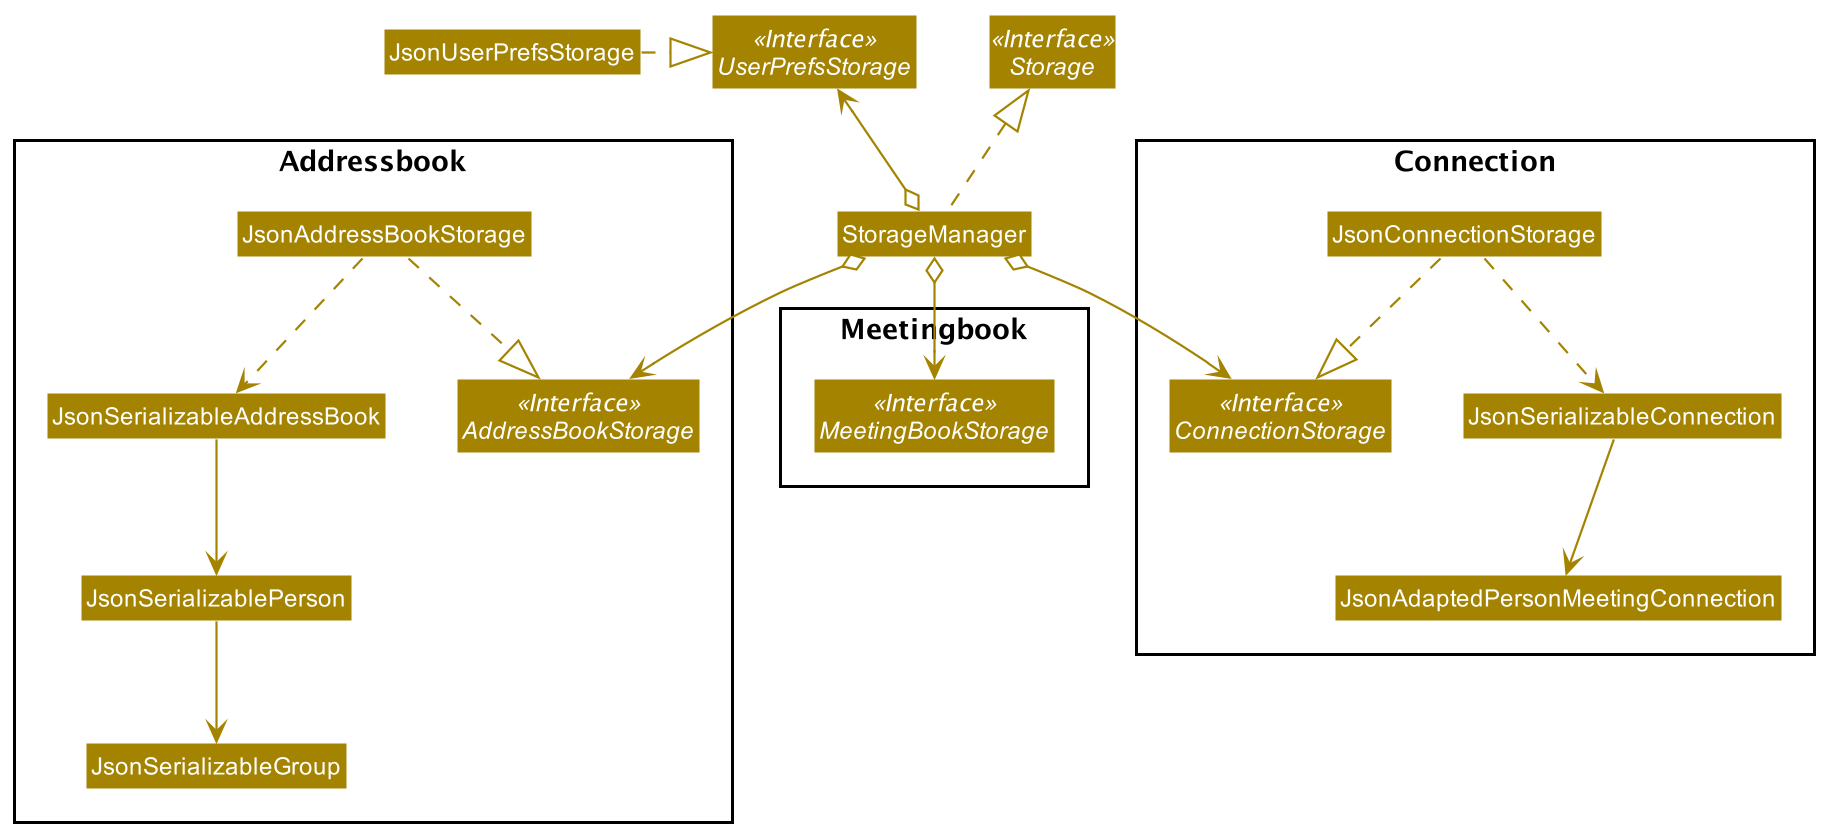 JsonUserPrefsStorage
«Interface»
UserPrefsStorage
«Interface»
Storage
Addressbook
JsonAddressBookStorage
JsonSerializableAddressBook
«Interface»
AddressBookStorage
JsonSerializablePerson
JsonSerializableGroup
StorageManager
Meetingbook
«Interface»
MeetingBookStorage
Connection
JsonConnectionStorage
«Interface»
ConnectionStorage
JsonSerializableConnection
JsonAdaptedPersonMeetingConnection